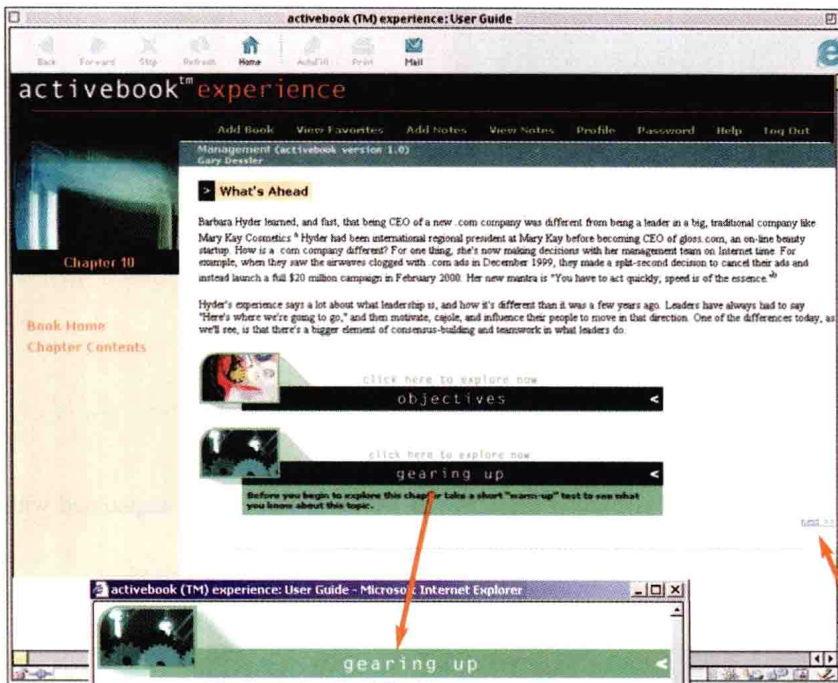 activebook (TM) experience: User Guide
Back Forward Stop Refresh Home AutoFill Print Mail
activebook™ experience
Add Book View Favorites Add Notes View Notes Profile Password Help Log Out
Management (activebook version 1.0)
Gary Dessler
> What's Ahead
Barbara Hyder learned, and fast, that being CEO of a new .com company was different from being a leader in a big, traditional company like
Mary Kay Cosmetics. Hyder had been international regional president at Mary Kay before becoming CEO of gloss.com, an on-line beauty
startup. How is a .com company different? For one thing, she's now making decisions with her management team on Internet time. For
example, when they saw the airwaves clogged with .com ads in December 1999, they made a split-second decision to cancel their ads and
instead launch a full $20 million campaign in February 2000. Her new mantra is "You have to act quickly, speed is of the essence."
Hyder's experience says a lot about what leadership is, and how it's different than it was a few years ago. Leaders have always had to say
"Here's where we're going to go," and then motivate, cajole, and influence their people to move in that direction. One of the differences today, as
we'll see, is that there's a bigger element of consensus-building and teamwork in what leaders do.
Chapter 10
Book Home
Chapter Contents
click here to explore now
objectives <
click here to explore now
gearing up <
Before you begin to explore this chapter take a short "warm-up" test to see what
you know about this topic.
next >>
activebook (TM) experience: User Guide - Microsoft Internet Explorer
gearing up <